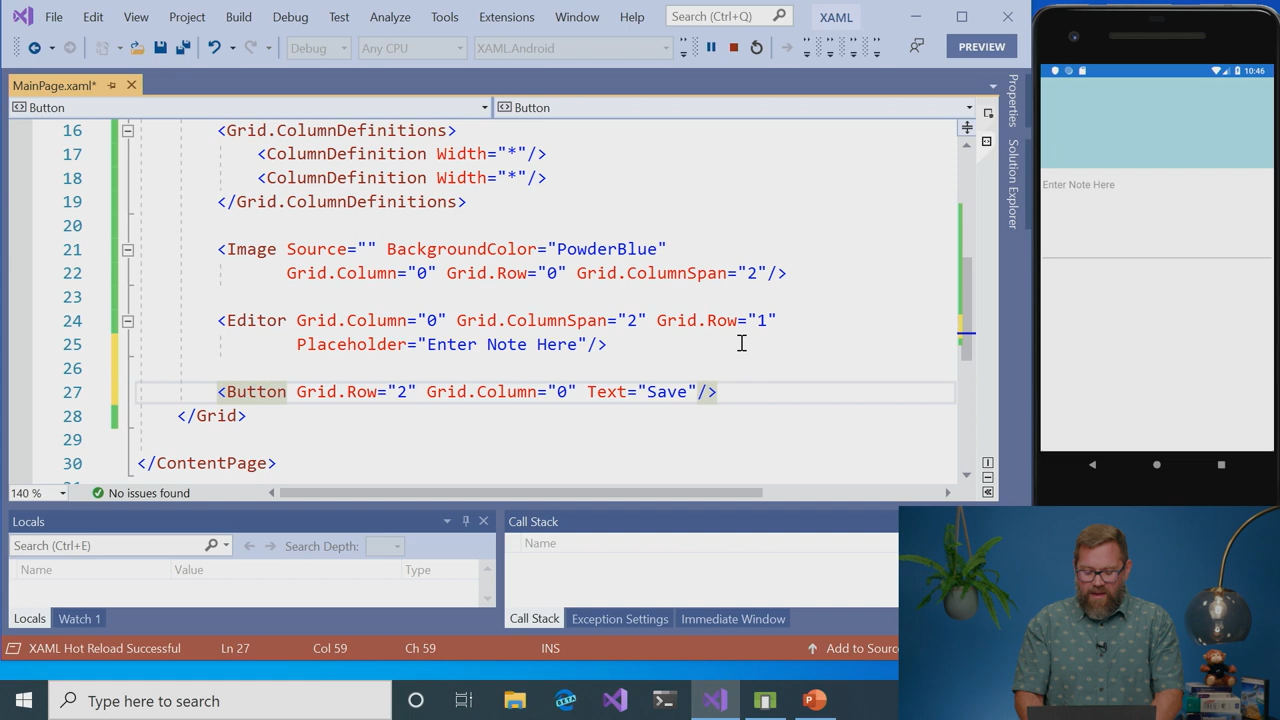 File Edit View Project Build Debug Test Analyze Tools Extensions Window Help Search (Ctrl+Q) XAML
Debug Any CPU XAML.Android PREVIEW
MainPage.xaml*
Button Button
16 <Grid.ColumnDefinitions>
17 <ColumnDefinition Width="*"/>
18 <ColumnDefinition Width="*"/>
19 </Grid.ColumnDefinitions>
20
21 <Image Source="" BackgroundColor="PowderBlue"
22 Grid.Column="0" Grid.Row="0" Grid.ColumnSpan="2"/>
23
24 <Editor Grid.Column="0" Grid.ColumnSpan="2" Grid.Row="1"
25 Placeholder="Enter Note Here"/>
26
27 <Button Grid.Row="2" Grid.Column="0" Text="Save"/>
28 </Grid>
29
30 </ContentPage>
140 % No issues found
Properties
Solution Explorer
10:46
Enter Note Here
Locals
Search (Ctrl+E) Search Depth:
Name Value Type
Locals Watch 1
Call Stack
Name
Call Stack Exception Settings Immediate Window
XAML Hot Reload Successful Ln 27 Col 59 Ch 59 INS Add to Sourc
Type here to search